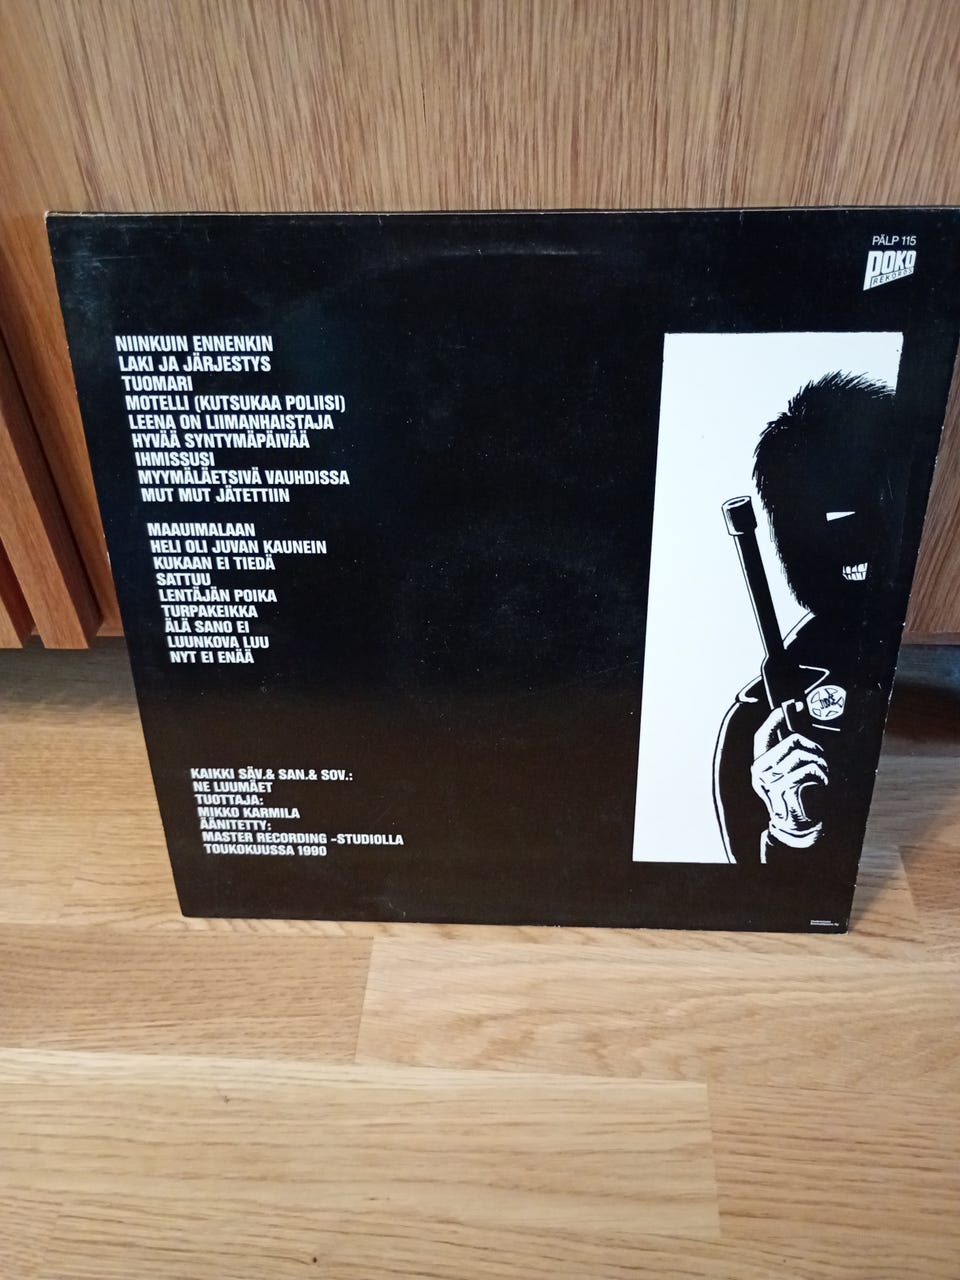 PÄLP 115
POKO
RECORDS
NIINKUIN ENNENKIN
LAKI JA JÄRJESTYS
TUOMARI
MOTELLI (KUTSUKAA POLIISI)
LEENA ON LIIMANHAISTAJA
HYVÄÄ SYNTYMÄPÄIVÄÄ
IHMISSUSI
MYYMÄLÄETSIVÄ VAUHDISSA
MUT MUT JÄTETTIIN
MAAUIMALAAN
HELI OLI JUVAN KAUNEIN
KUKAAN EI TIEDÄ
SATTUU
LENTÄJÄN POIKA
TURPAKEIKKA
ÄLÄ SANO EI
LUUNKOVA LUU
NYT EI ENÄÄ
KAIKKI SÄV.& SAN.& SOV.:
NE LUUMÄET
TUOTTAJA:
MIKKO KARMILA
ÄÄNITETTY:
MASTER RECORDING -STUDIOLLA
TOUKOKUUSSA 1990